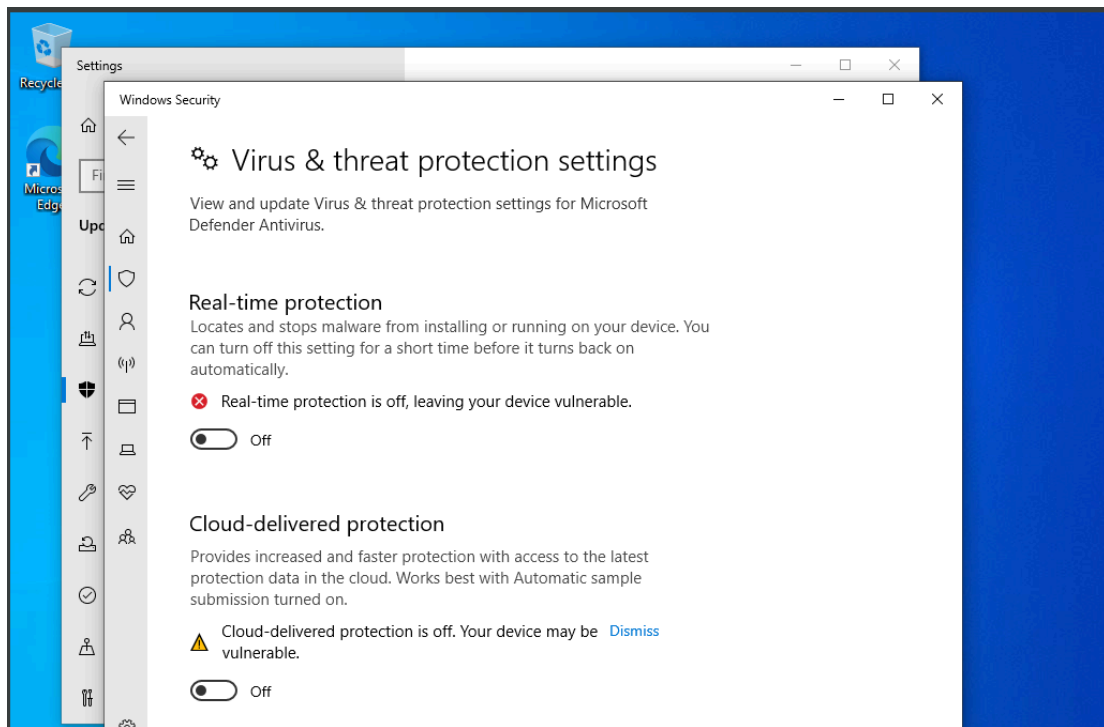 Recycle
Micros
Edge
Settings
Fi
Upd
Windows Security
Virus & threat protection settings
View and update Virus & threat protection settings for Microsoft
Defender Antivirus.
Real-time protection
Locates and stops malware from installing or running on your device. You
can turn off this setting for a short time before it turns back on
automatically.
Real-time protection is off, leaving your device vulnerable.
Off
Cloud-delivered protection
Provides increased and faster protection with access to the latest
protection data in the cloud. Works best with Automatic sample
submission turned on.
Cloud-delivered protection is off. Your device may be Dismiss
vulnerable.
Off